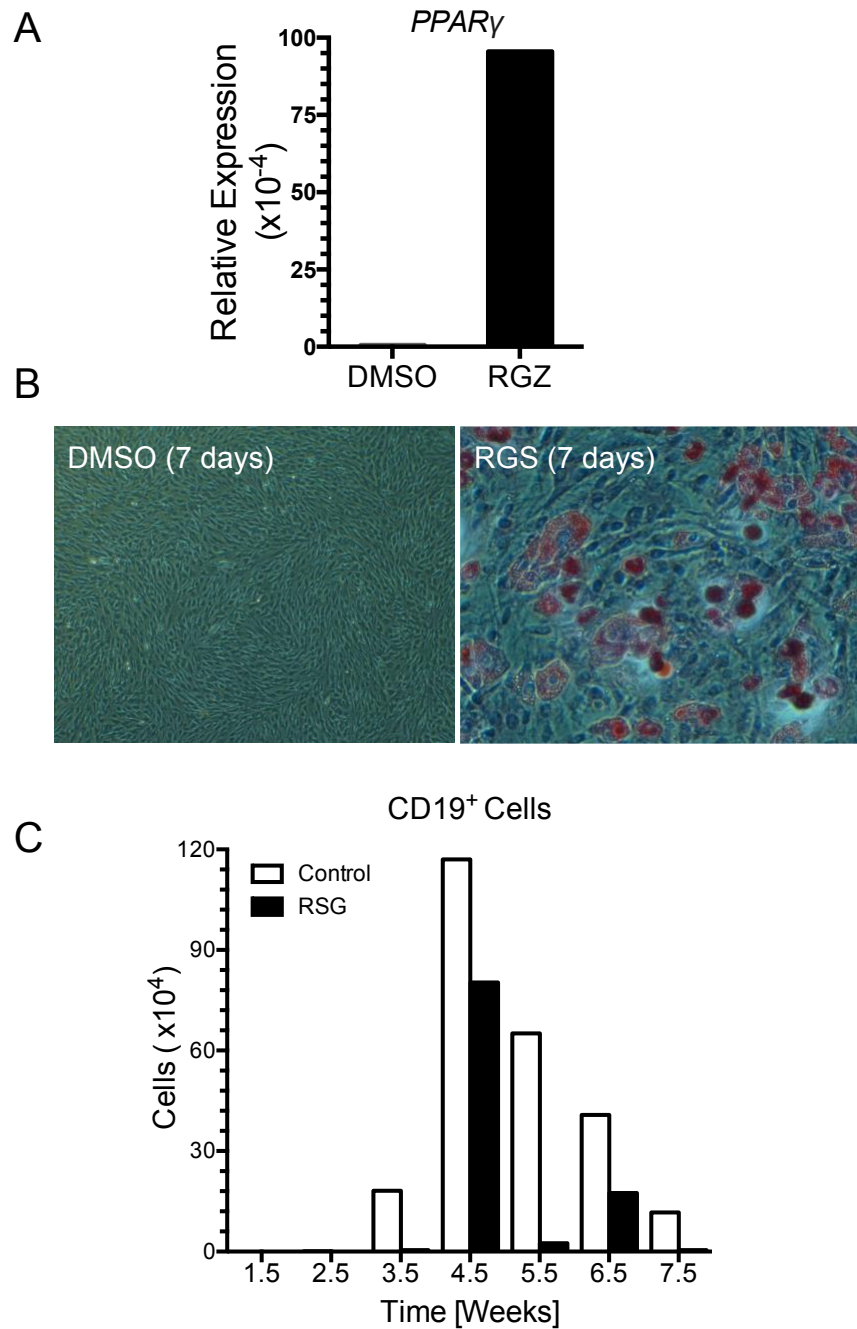 A
PPARγ
Relative Expression
(x10-4)
100
75
50
25
0
DMSO
RGZ
B
DMSO (7 days)
RGS (7 days)
C
CD19+ Cells
Cells ( x104)
120
90
60
30
0
Control
RSG
1.5 2.5 3.5 4.5 5.5 6.5 7.5
Time [Weeks]